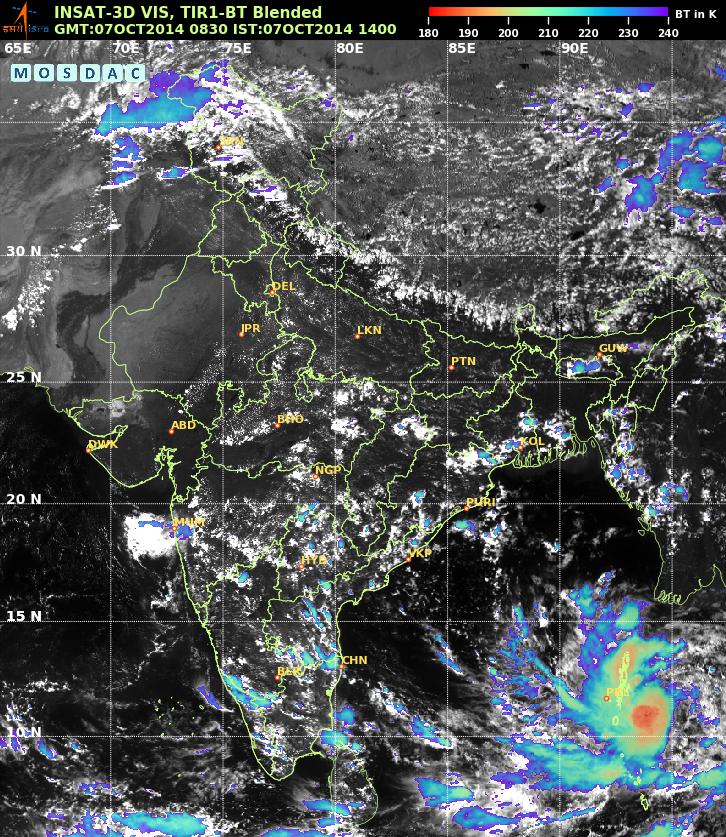 INSAT-3D VIS, TIR1-BT Blended
GMT:07OCT2014 0830 IST:07OCT2014 1400
BT in K
180 190 200 210 220 230 240
65E 70E 75E 80E 85E 90E
MOSDAC
30 N
DEL
JPR LKN
GUW
PTN
25 N
ABD BHO
DWK KOL
NGP
20 N PURI
MUM
HYD VKP
15 N
CHN
10 N